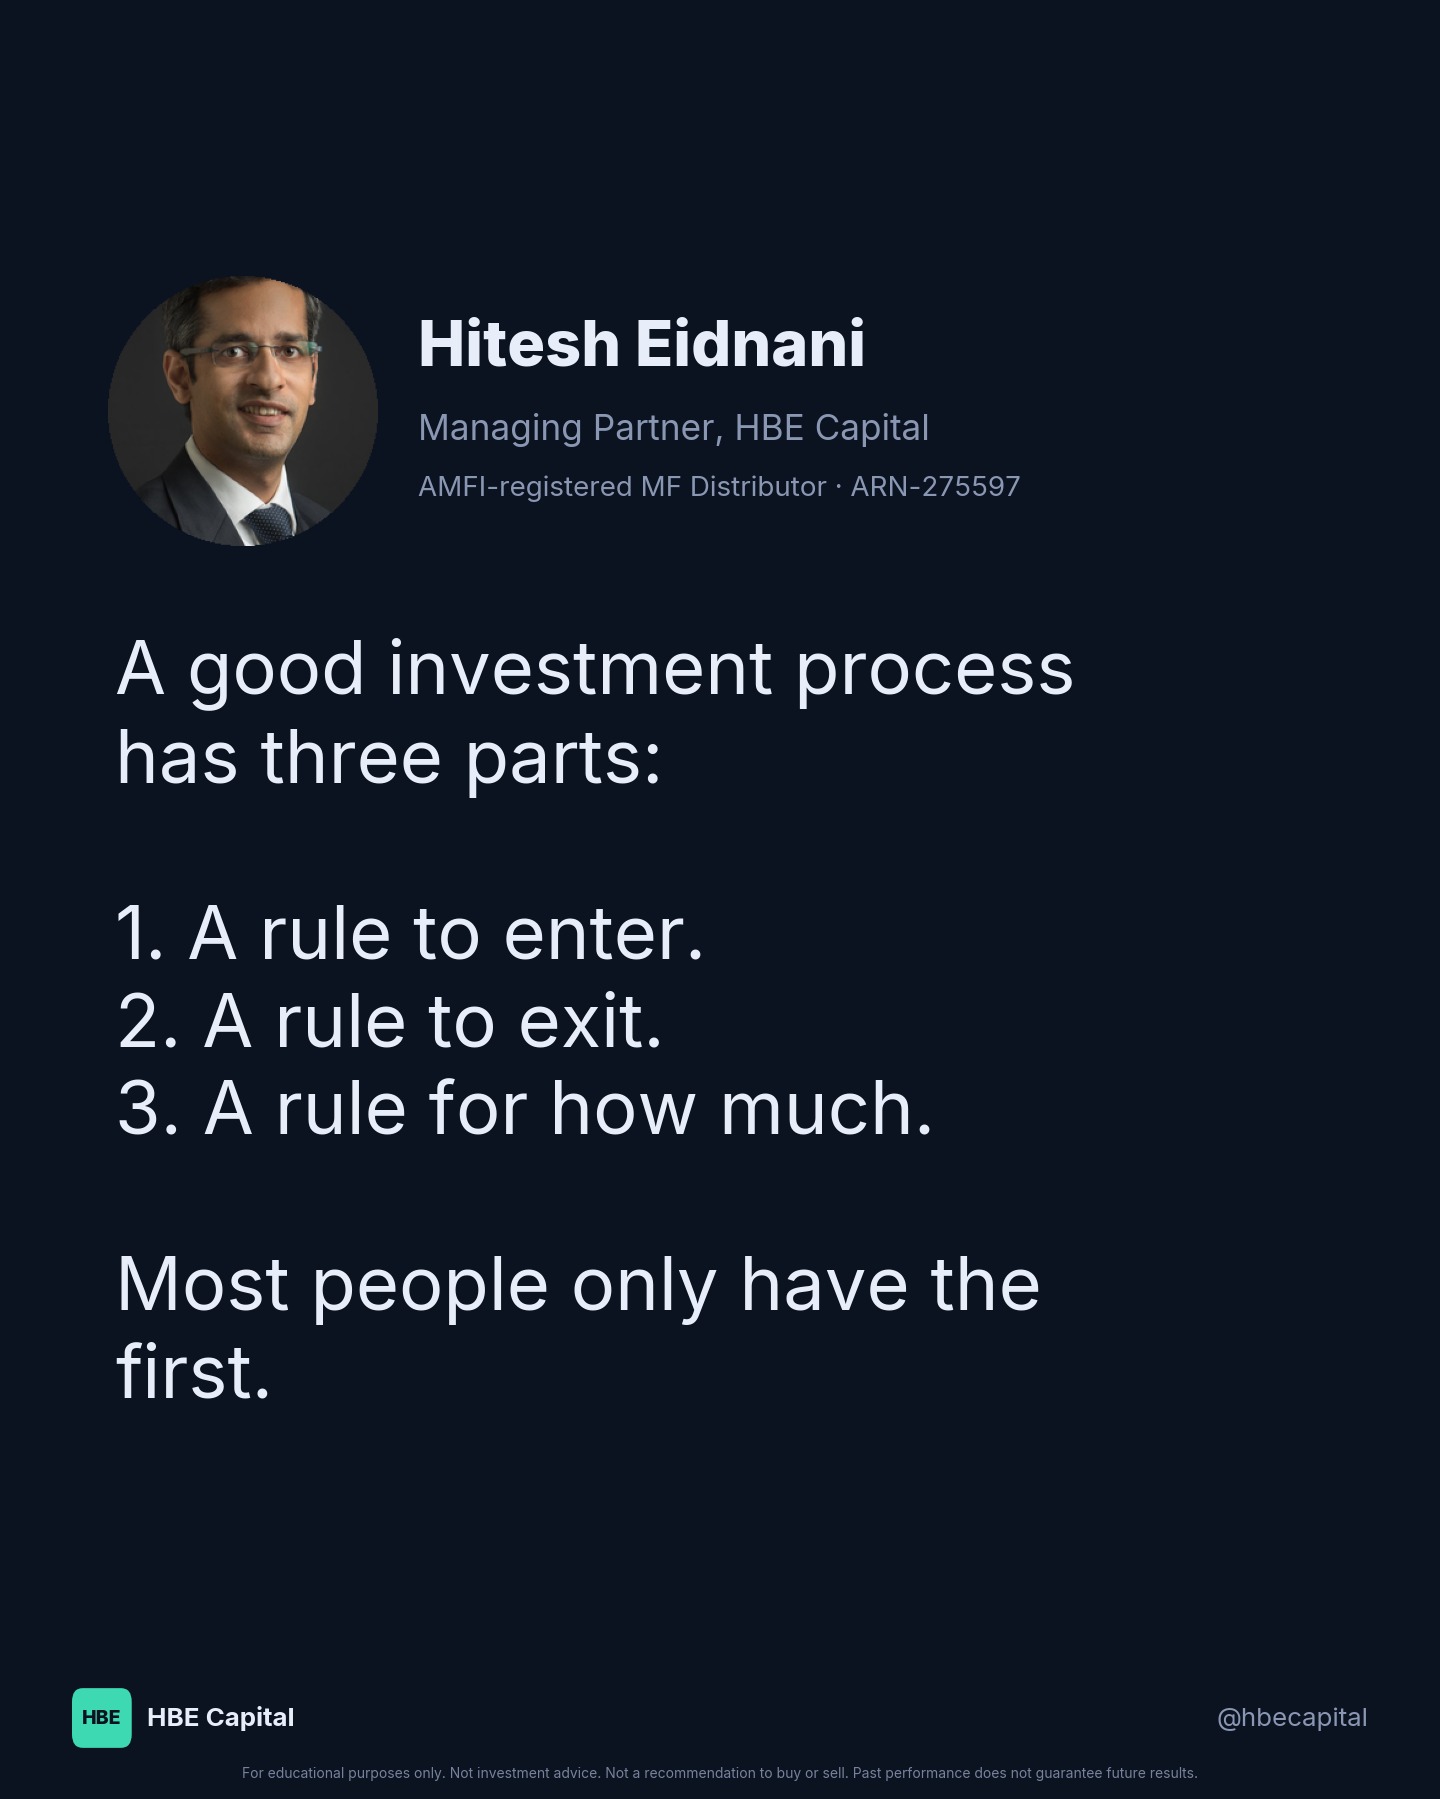 Hitesh Eidnani
Managing Partner, HBE Capital
AMFI-registered MF Distributor · ARN-275597
A good investment process
has three parts:
1. A rule to enter.
2. A rule to exit.
3. A rule for how much.
Most people only have the
first.
HBE HBE Capital @hbecapital
For educational purposes only. Not investment advice. Not a recommendation to buy or sell. Past performance does not guarantee future results.